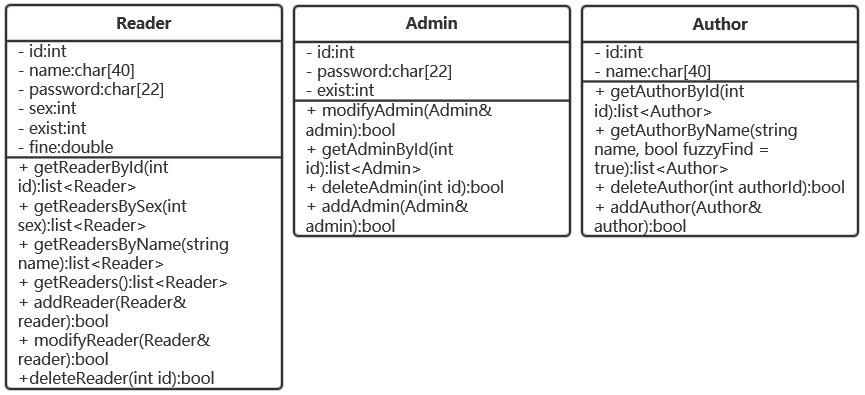 Reader
- id:int
- name:char[40]
- password:char[22]
- sex:int
- exist:int
- fine:double
+ getReaderById(int
id):list<Reader>
+ getReadersBySex(int
sex):list<Reader>
+ getReadersByName(string
name):list<Reader>
+ getReaders():list<Reader>
+ addReader(Reader&
reader):bool
+ modifyReader(Reader&
reader):bool
+deleteReader(int id):bool
Admin
- id:int
- password:char[22]
- exist:int
+ modifyAdmin(Admin&
admin):bool
+ getAdminById(int
id):list<Admin>
+ deleteAdmin(int id):bool
+ addAdmin(Admin&
admin):bool
Author
- id:int
- name:char[40]
+ getAuthorById(int
id):list<Author>
+ getAuthorByName(string
name, bool fuzzyFind =
true):list<Author>
+ deleteAuthor(int authorId):bool
+ addAuthor(Author&
author):bool